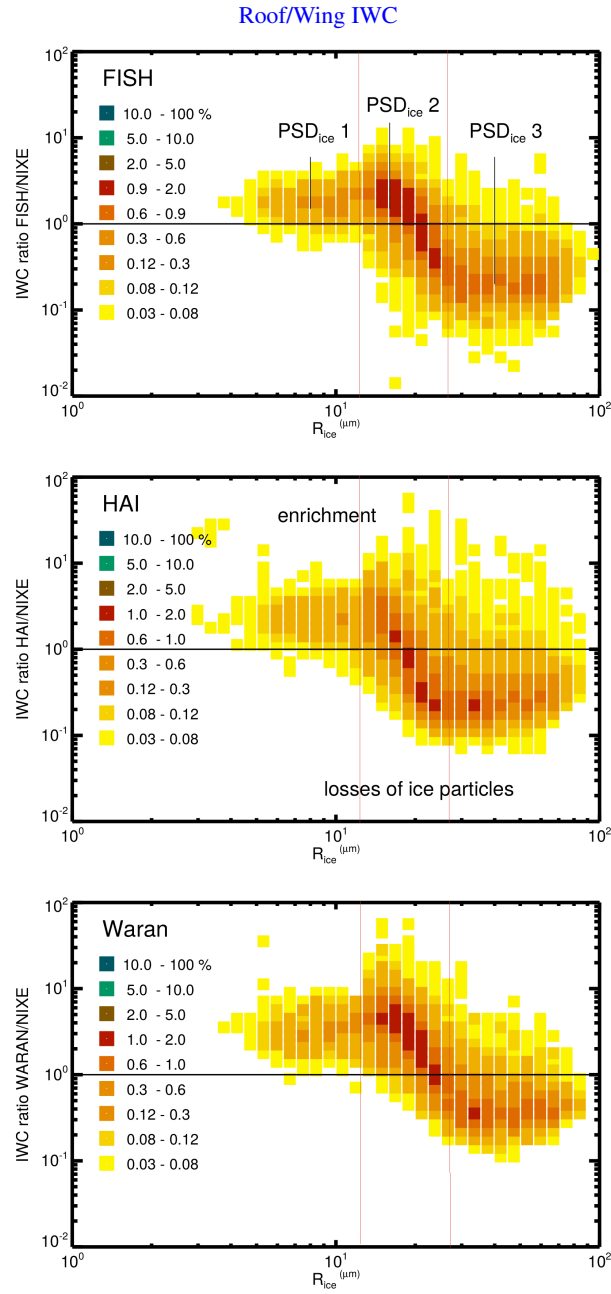 Roof/Wing IWC
FISH
10.0 - 100 %
5.0 - 10.0
2.0 - 5.0
0.9 - 2.0
0.6 - 0.9
0.3 - 0.6
0.12 - 0.3
0.08 - 0.12
0.03 - 0.08
PSDice 1
PSDice 2
PSDice 3
IWC ratio FISH/NIXE
10^2
10^1
10^0
10^-1
10^-2
10^0 10^1 10^2
Rice (μm)
HAI
10.0 - 100 %
5.0 - 10.0
2.0 - 5.0
1.0 - 2.0
0.6 - 1.0
0.3 - 0.6
0.12 - 0.3
0.08 - 0.12
0.03 - 0.08
enrichment
losses of ice particles
IWC ratio HAI/NIXE
10^2
10^1
10^0
10^-1
10^-2
10^0 10^1 10^2
Rice (μm)
Waran
10.0 - 100 %
5.0 - 10.0
2.0 - 5.0
1.0 - 2.0
0.6 - 1.0
0.3 - 0.6
0.12 - 0.3
0.08 - 0.12
0.03 - 0.08
IWC ratio WARAN/NIXE
10^2
10^1
10^0
10^-1
10^-2
10^0 10^1 10^2
Rice (μm)